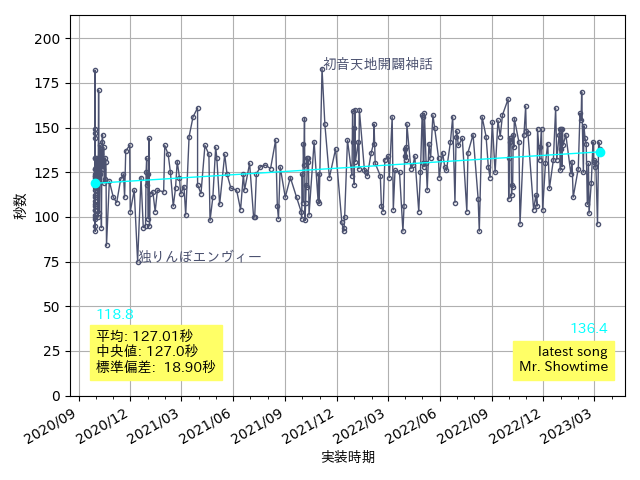 200
175
150
125
100
75
50
25
0
秒数
初音天地開闢神話
独りんぼエンヴィー
118.8
平均: 127.01秒
中央値: 127.0秒
標準偏差: 18.90秒
136.4
latest song
Mr. Showtime
2020/09
2020/12
2021/03
2021/06
2021/09
2021/12
2022/03
2022/06
2022/09
2022/12
2023/03
実装時期